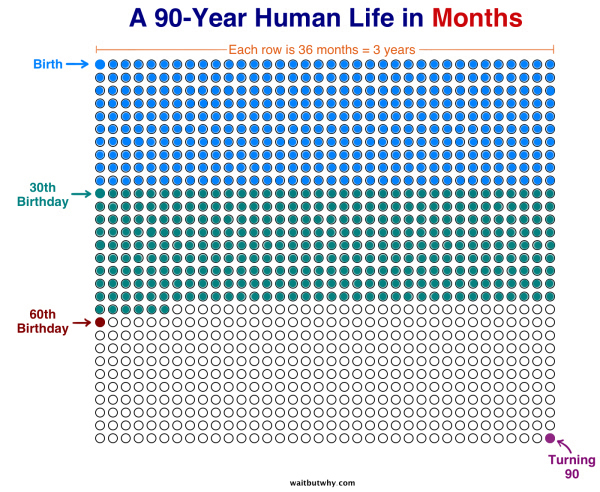 A 90-Year Human Life in Months
Each row is 36 months = 3 years
Birth
30th
Birthday
60th
Birthday
Turning
90
waitbutwhy.com